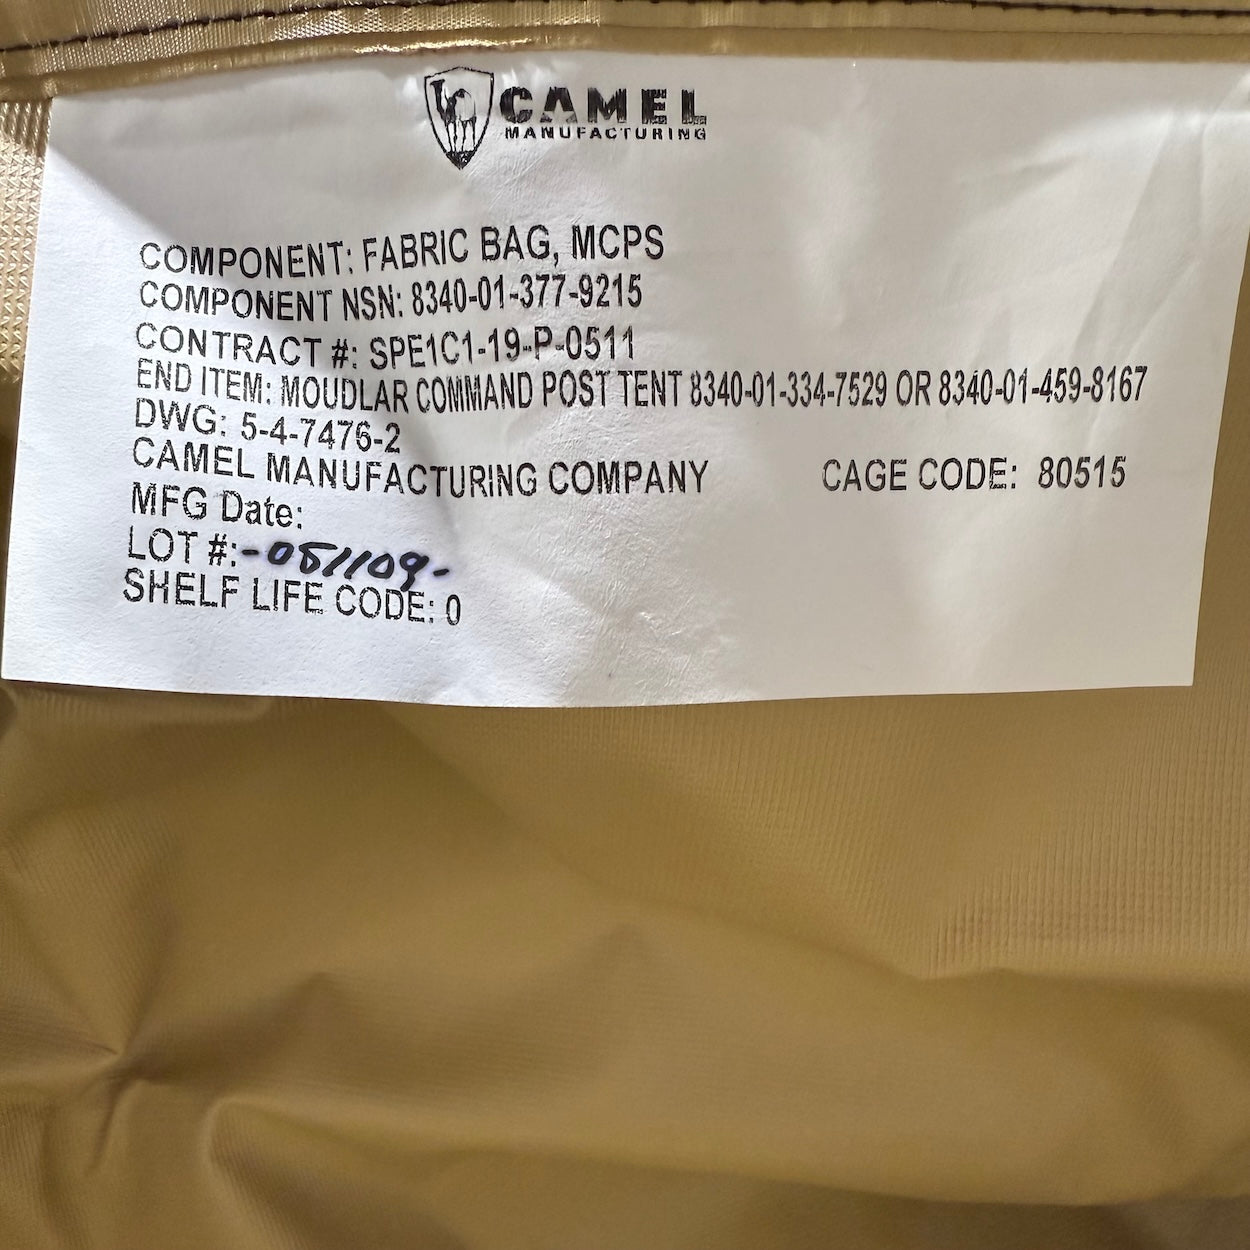 CAMEL
MANUFACTURING
COMPONENT: FABRIC BAG, MCPS
COMPONENT NSN: 8340-01-377-9215
CONTRACT #: SPE1C1-19-P-0511
END ITEM: MOUDLAR COMMAND POST TENT 8340-01-334-7529 OR 8340-01-459-8167
DWG: 5-4-7476-2
CAMEL MANUFACTURING COMPANY CAGE CODE: 80515
MFG Date:
LOT #:-051109-
SHELF LIFE CODE: 0